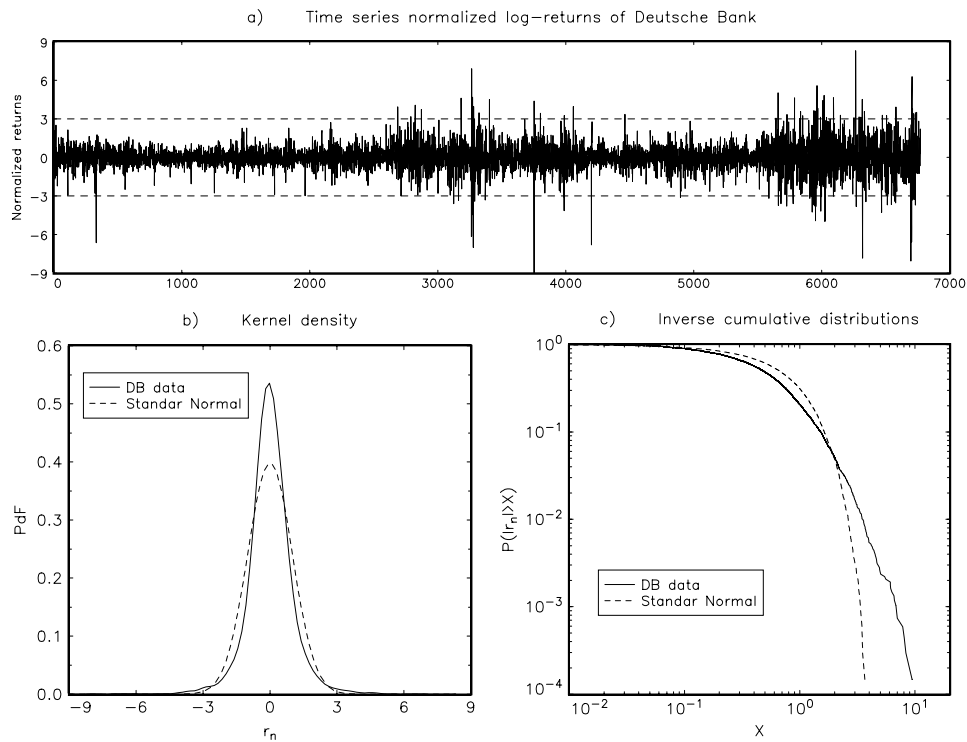 a) Time series normalized log-returns of Deutsche Bank
Normalized returns
9
6
3
0
-3
-6
-9
0 1000 2000 3000 4000 5000 6000 7000
b) Kernel density
PdF
0.6
0.5
0.4
0.3
0.2
0.1
0.0
DB data
Standar Normal
-9 -6 -3 0 3 6 9
r_n
c) Inverse cumulative distributions
P(|r_n|>X)
10^0
10^-1
10^-2
10^-3
10^-4
DB data
Standar Normal
10^-2 10^-1 10^0 10^1
X